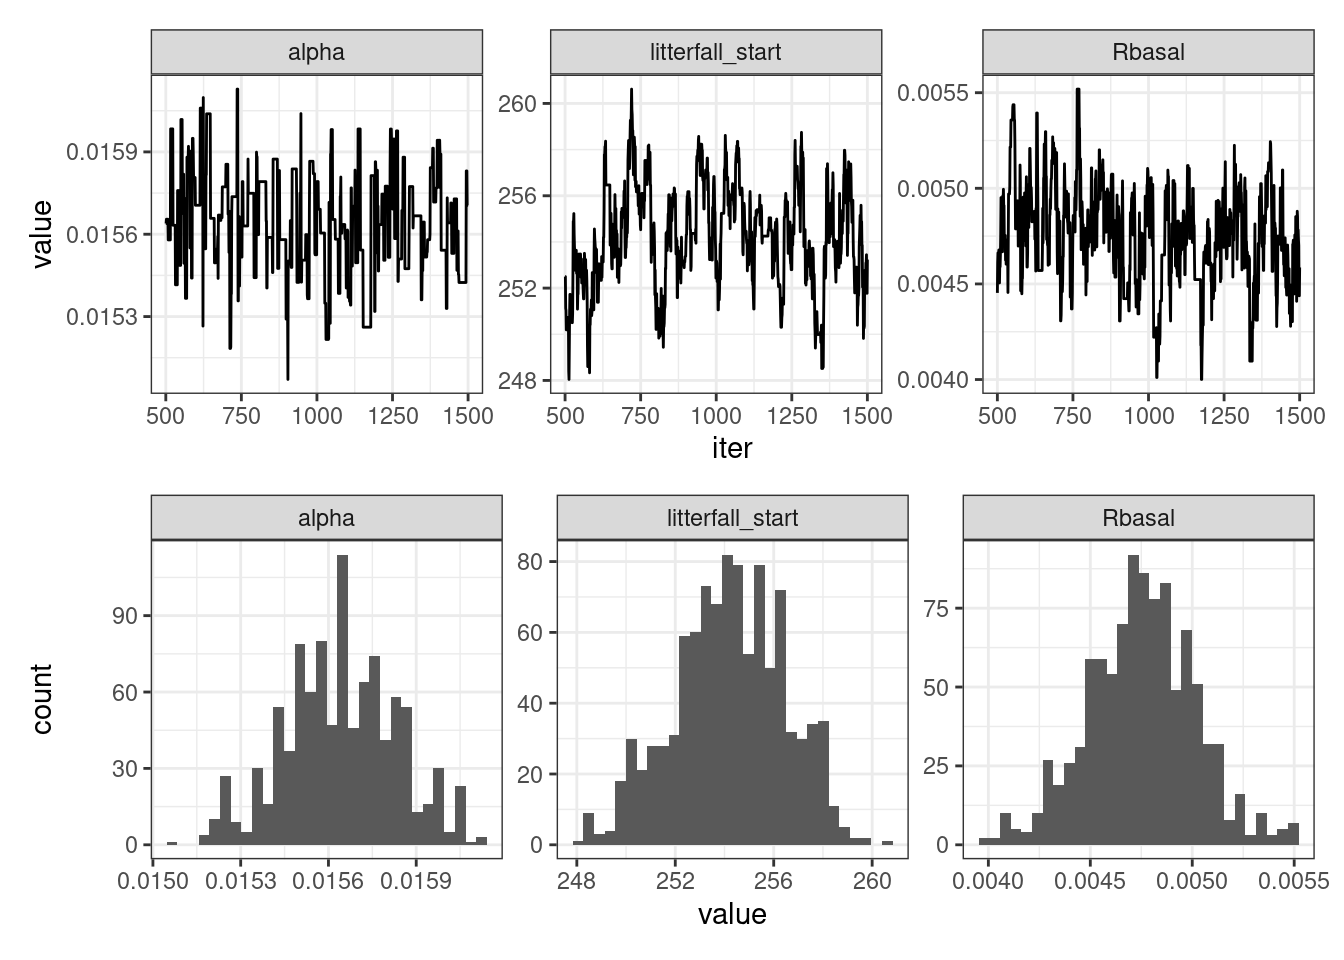 alpha
litterfall_start
Rbasal
value
0.0159
0.0156
0.0153
260
256
252
248
0.0055
0.0050
0.0045
0.0040
500 750 1000 1250 1500
500 750 1000 1250 1500
500 750 1000 1250 1500
iter
alpha
litterfall_start
Rbasal
count
90
60
30
0
80
60
40
20
0
75
50
25
0
0.0150 0.0153 0.0156 0.0159
248 252 256 260
0.0040 0.0045 0.0050 0.0055
value